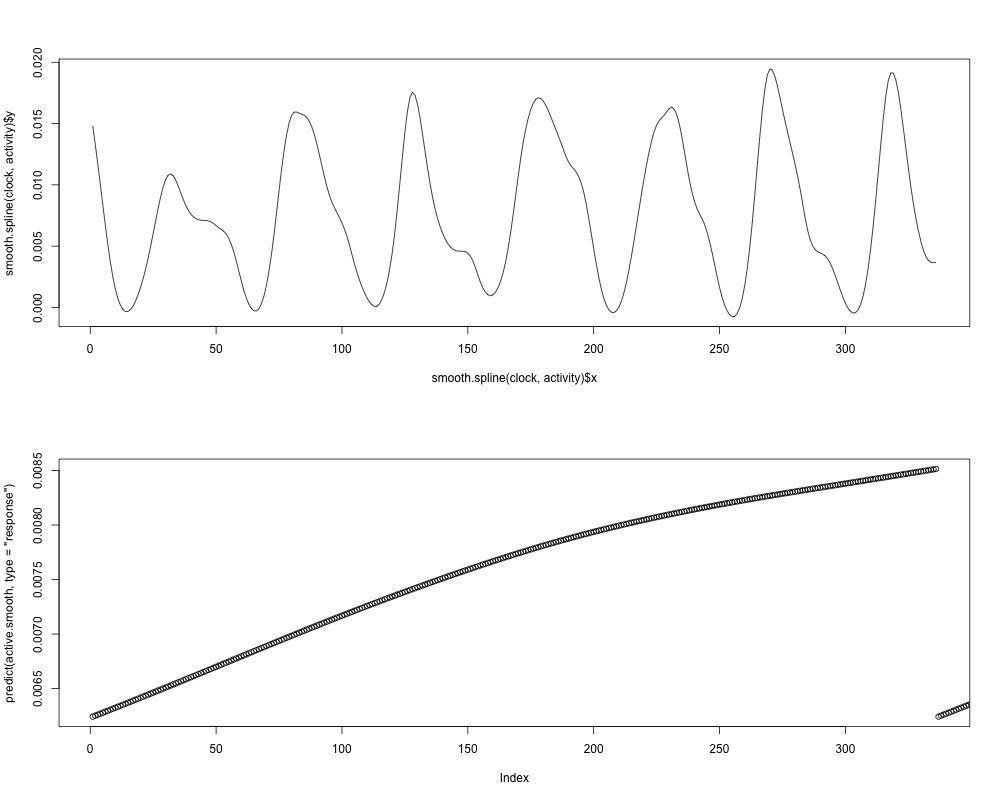 smooth.spline(clock, activity)$y
0.000 0.005 0.010 0.015 0.020
0 50 100 150 200 250 300
smooth.spline(clock, activity)$x
predict(active.smooth, type = "response")
0.0065 0.0070 0.0075 0.0080 0.0085
0 50 100 150 200 250 300
Index